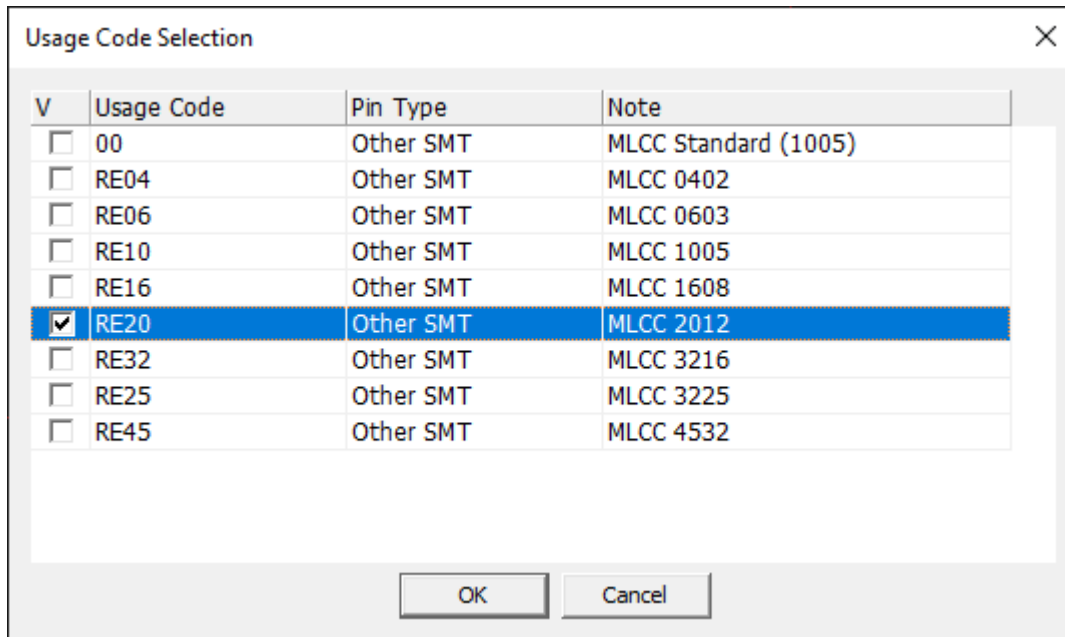 Usage Code Selection
V Usage Code Pin Type Note
00 Other SMT MLCC Standard (1005)
RE04 Other SMT MLCC 0402
RE06 Other SMT MLCC 0603
RE10 Other SMT MLCC 1005
RE16 Other SMT MLCC 1608
RE20 Other SMT MLCC 2012
RE32 Other SMT MLCC 3216
RE25 Other SMT MLCC 3225
RE45 Other SMT MLCC 4532
OK Cancel